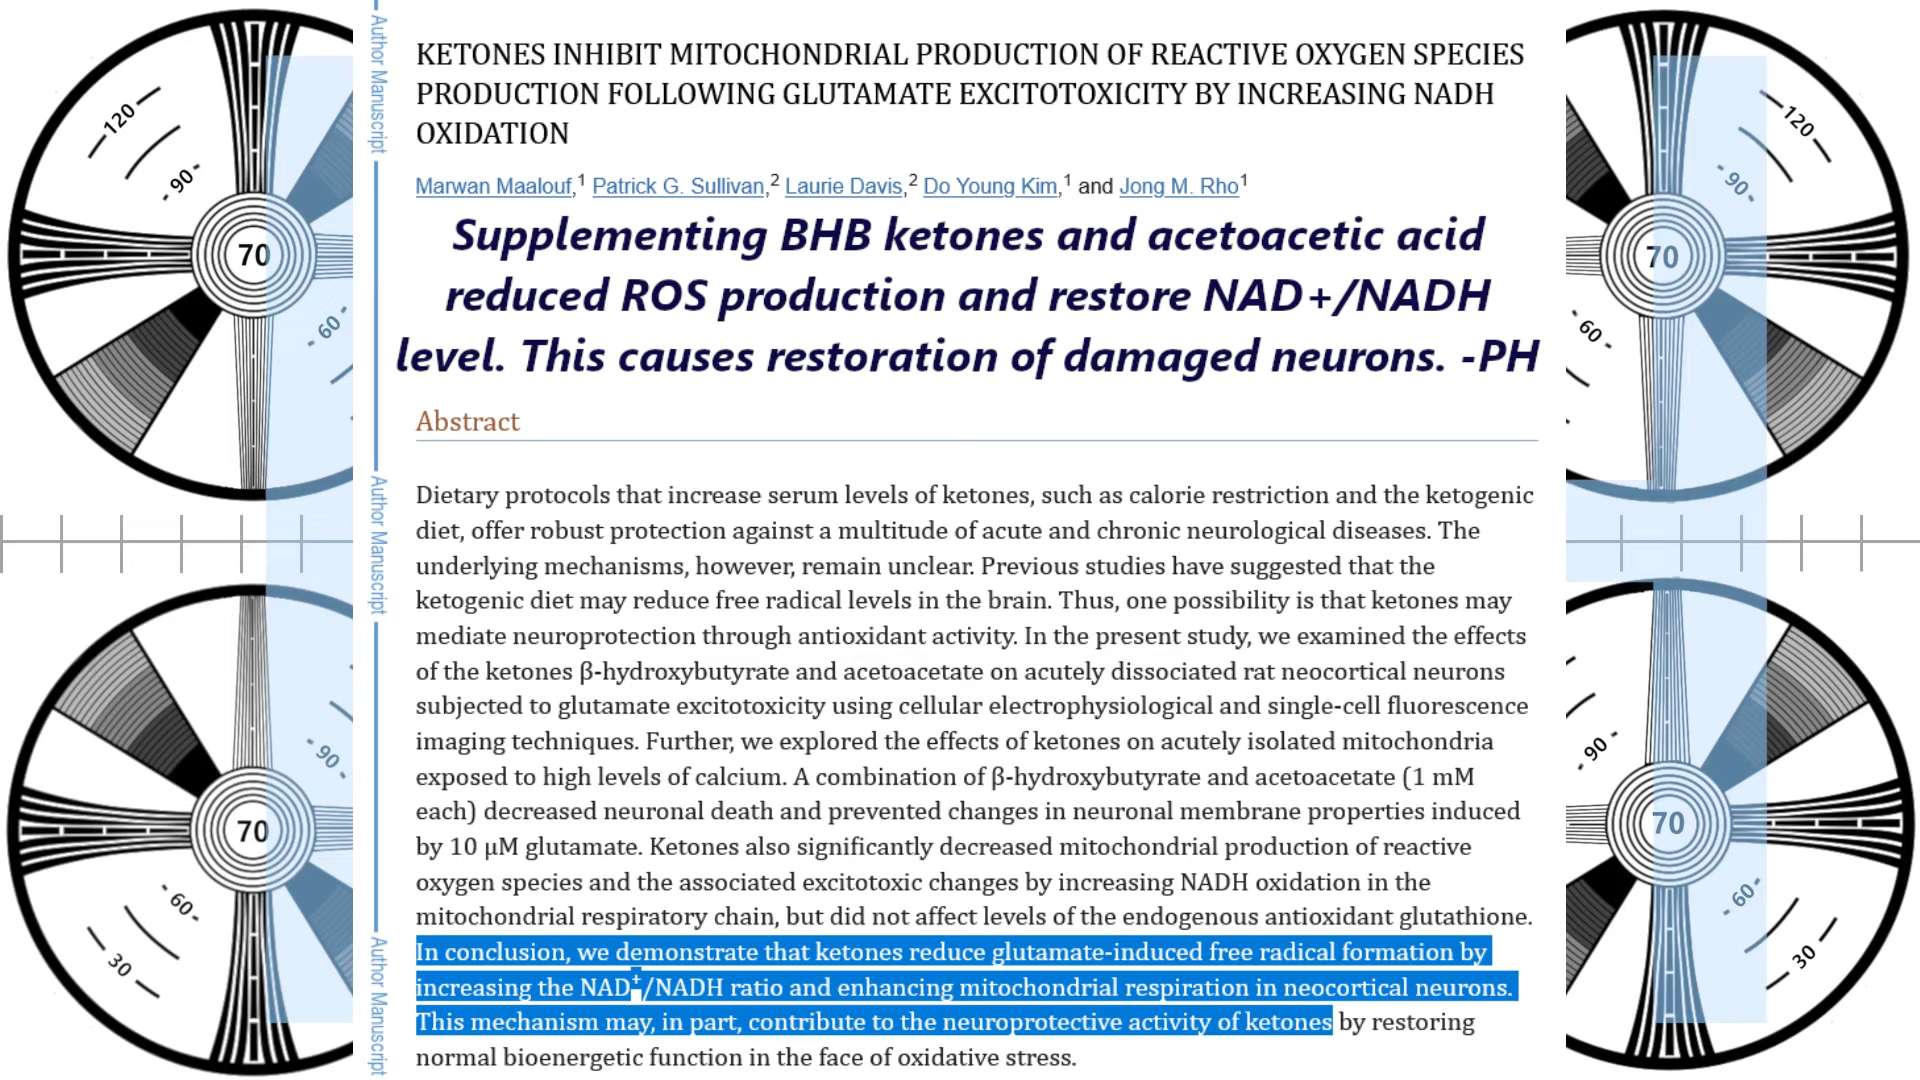 KETONES INHIBIT MITOCHONDRIAL PRODUCTION OF REACTIVE OXYGEN SPECIES
PRODUCTION FOLLOWING GLUTAMATE EXCITOTOXICITY BY INCREASING NADH
OXIDATION
Marwan Maalouf,1 Patrick G. Sullivan,2 Laurie Davis,2 Do Young Kim,1 and Jong M. Rho1
Supplementing BHB ketones and acetoacetic acid
reduced ROS production and restore NAD+/NADH
level. This causes restoration of damaged neurons. -PH
Abstract
Dietary protocols that increase serum levels of ketones, such as calorie restriction and the ketogenic
diet, offer robust protection against a multitude of acute and chronic neurological diseases. The
underlying mechanisms, however, remain unclear. Previous studies have suggested that the
ketogenic diet may reduce free radical levels in the brain. Thus, one possibility is that ketones may
mediate neuroprotection through antioxidant activity. In the present study, we examined the effects
of the ketones β-hydroxybutyrate and acetoacetate on acutely dissociated rat neocortical neurons
subjected to glutamate excitotoxicity using cellular electrophysiological and single-cell fluorescence
imaging techniques. Further, we explored the effects of ketones on acutely isolated mitochondria
exposed to high levels of calcium. A combination of β-hydroxybutyrate and acetoacetate (1 mM
each) decreased neuronal death and prevented changes in neuronal membrane properties induced
by 10 μM glutamate. Ketones also significantly decreased mitochondrial production of reactive
oxygen species and the associated excitotoxic changes by increasing NADH oxidation in the
mitochondrial respiratory chain, but did not affect levels of the endogenous antioxidant glutathione.
In conclusion, we demonstrate that ketones reduce glutamate-induced free radical formation by
increasing the NAD+/NADH ratio and enhancing mitochondrial respiration in neocortical neurons.
This mechanism may, in part, contribute to the neuroprotective activity of ketones by restoring
normal bioenergetic function in the face of oxidative stress.
Author Manuscript
Author Manuscript
Author Manuscript
120
- 90 -
70
- 60 -
120
- 90 -
70
- 60 -
- 90 -
70
- 60 -
30
- 90 -
70
- 60 -
30